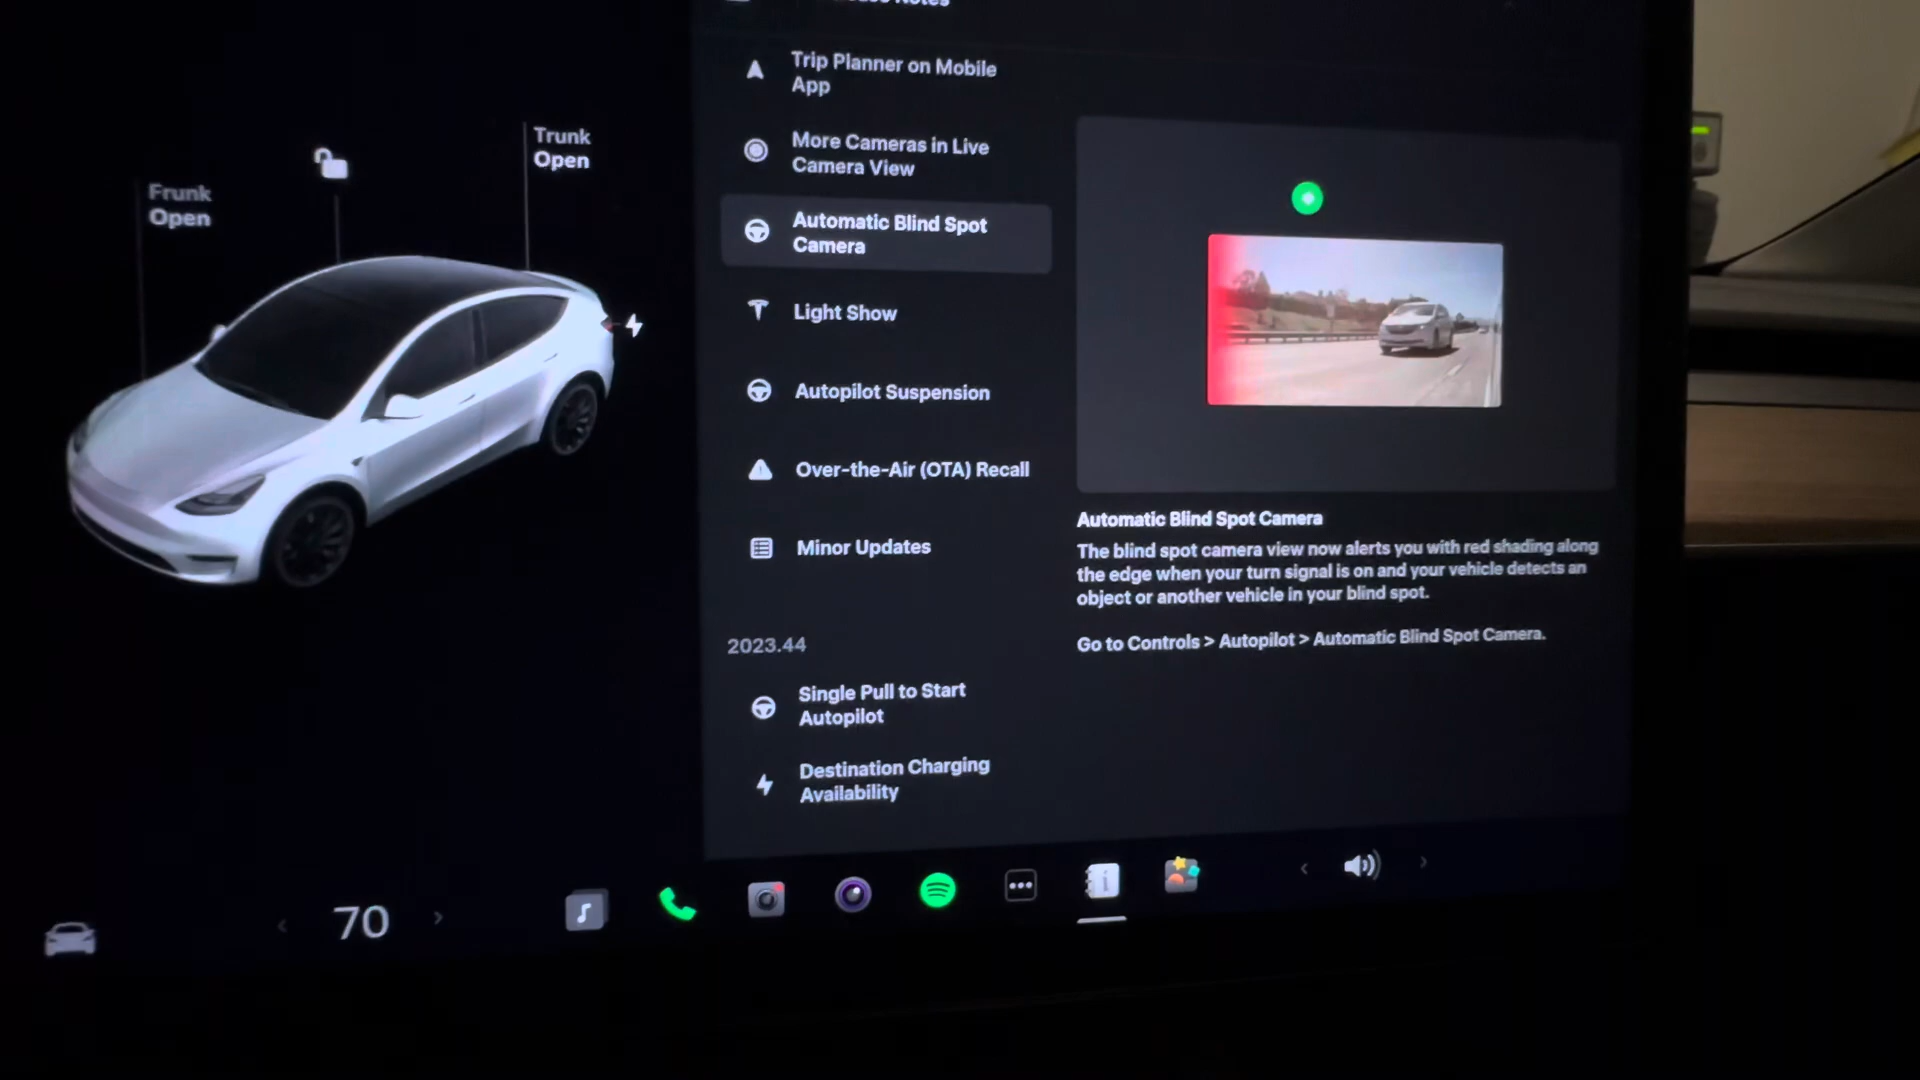 Notes
Trip Planner on Mobile
App
More Cameras in Live
Camera View
Automatic Blind Spot
Camera
Light Show
Autopilot Suspension
Over-the-Air (OTA) Recall
Minor Updates
2023.44
Single Pull to Start
Autopilot
Destination Charging
Availability
Frunk
Open
Trunk
Open
Automatic Blind Spot Camera
The blind spot camera view now alerts you with red shading along
the edge when your turn signal is on and your vehicle detects an
object or another vehicle in your blind spot.
Go to Controls > Autopilot > Automatic Blind Spot Camera.
70